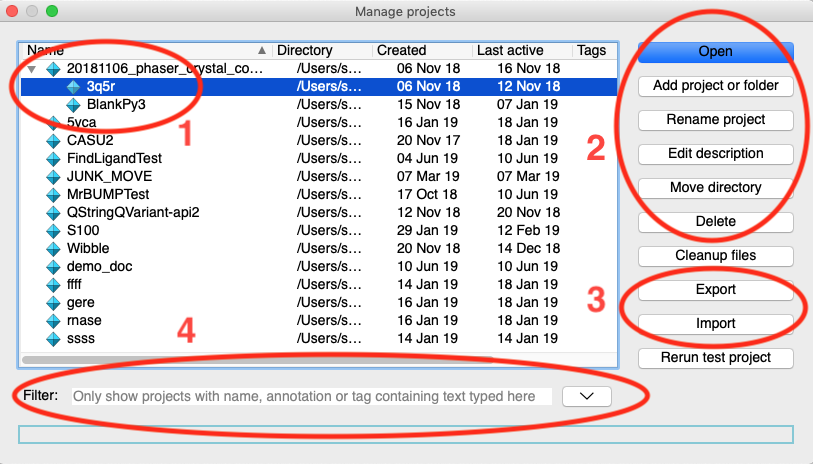 Manage projects
Name Directory Created Last active Tags
20181106_phaser_crystal_co... /Users/s... 06 Nov 18 16 Nov 18
3q5r /Users/s... 06 Nov 18 12 Nov 18
BlankPy3 /Users/s... 15 Nov 18 07 Jan 19
5yca /Users/s... 16 Jan 19 18 Jan 19
CASU2 /Users/s... 20 Nov 17 18 Jan 19
FindLigandTest /Users/s... 04 Jun 19 10 Jun 19
JUNK_MOVE /Users/s... 07 Mar 19 07 Mar 19
MrBUMPTest /Users/s... 17 Oct 18 10 Jun 19
QStringQVariant-api2 /Users/s... 12 Nov 18 20 Nov 18
S100 /Users/s... 29 Jan 19 12 Feb 19
Wibble /Users/s... 20 Nov 18 14 Dec 18
demo_doc /Users/s... 10 Jun 19 10 Jun 19
ffff /Users/s... 14 Jan 19 18 Jan 19
gere /Users/s... 16 Jan 19 18 Jan 19
rnase /Users/s... 16 Jan 19 18 Jan 19
ssss /Users/s... 14 Jan 19 14 Jan 19
1
2
3
4
Open
Add project or folder
Rename project
Edit description
Move directory
Delete
Cleanup files
Export
Import
Rerun test project
Filter: Only show projects with name, annotation or tag containing text typed here